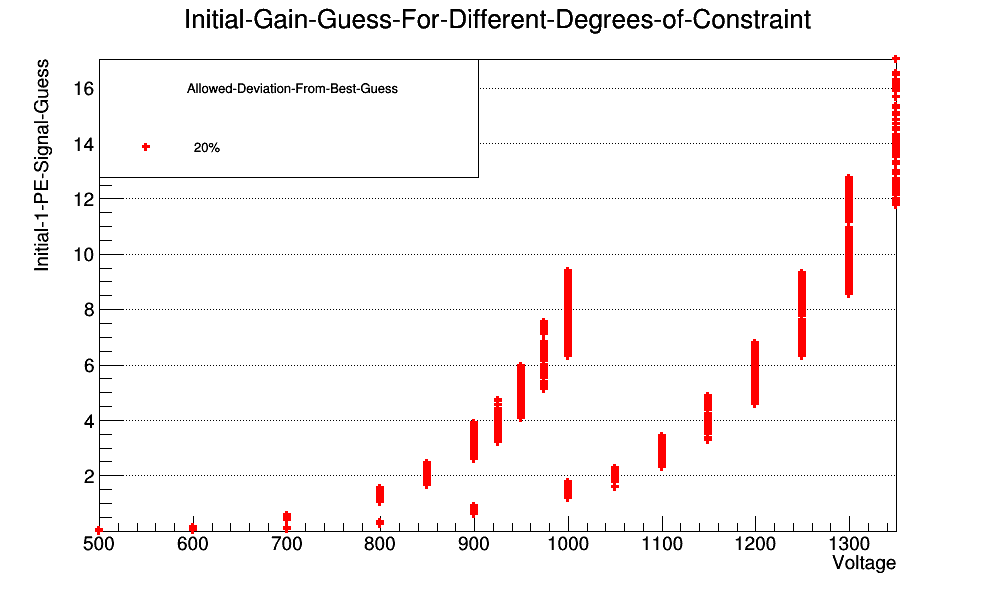 Initial-Gain-Guess-For-Different-Degrees-of-Constraint
Initial-1-PE-Signal-Guess
Allowed-Deviation-From-Best-Guess
20%
16
14
12
10
8
6
4
2
500 600 700 800 900 1000 1100 1200 1300
Voltage